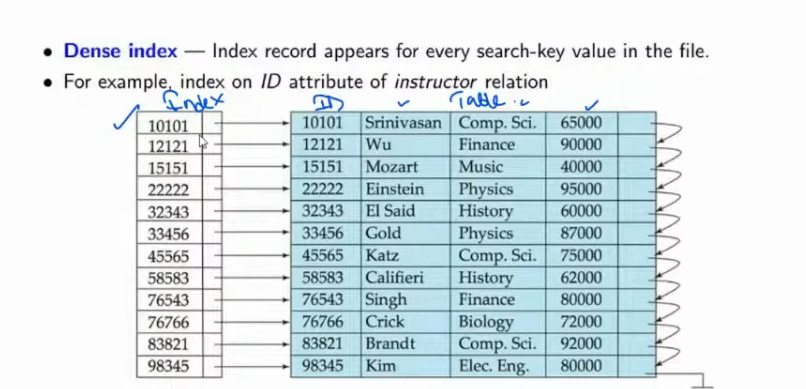 • Dense index — Index record appears for every search-key value in the file.
• For example, index on ID attribute of instructor relation
Index ID Table
10101 10101 Srinivasan Comp. Sci. 65000
12121 12121 Wu Finance 90000
15151 15151 Mozart Music 40000
22222 22222 Einstein Physics 95000
32343 32343 El Said History 60000
33456 33456 Gold Physics 87000
45565 45565 Katz Comp. Sci. 75000
58583 58583 Califieri History 62000
76543 76543 Singh Finance 80000
76766 76766 Crick Biology 72000
83821 83821 Brandt Comp. Sci. 92000
98345 98345 Kim Elec. Eng. 80000